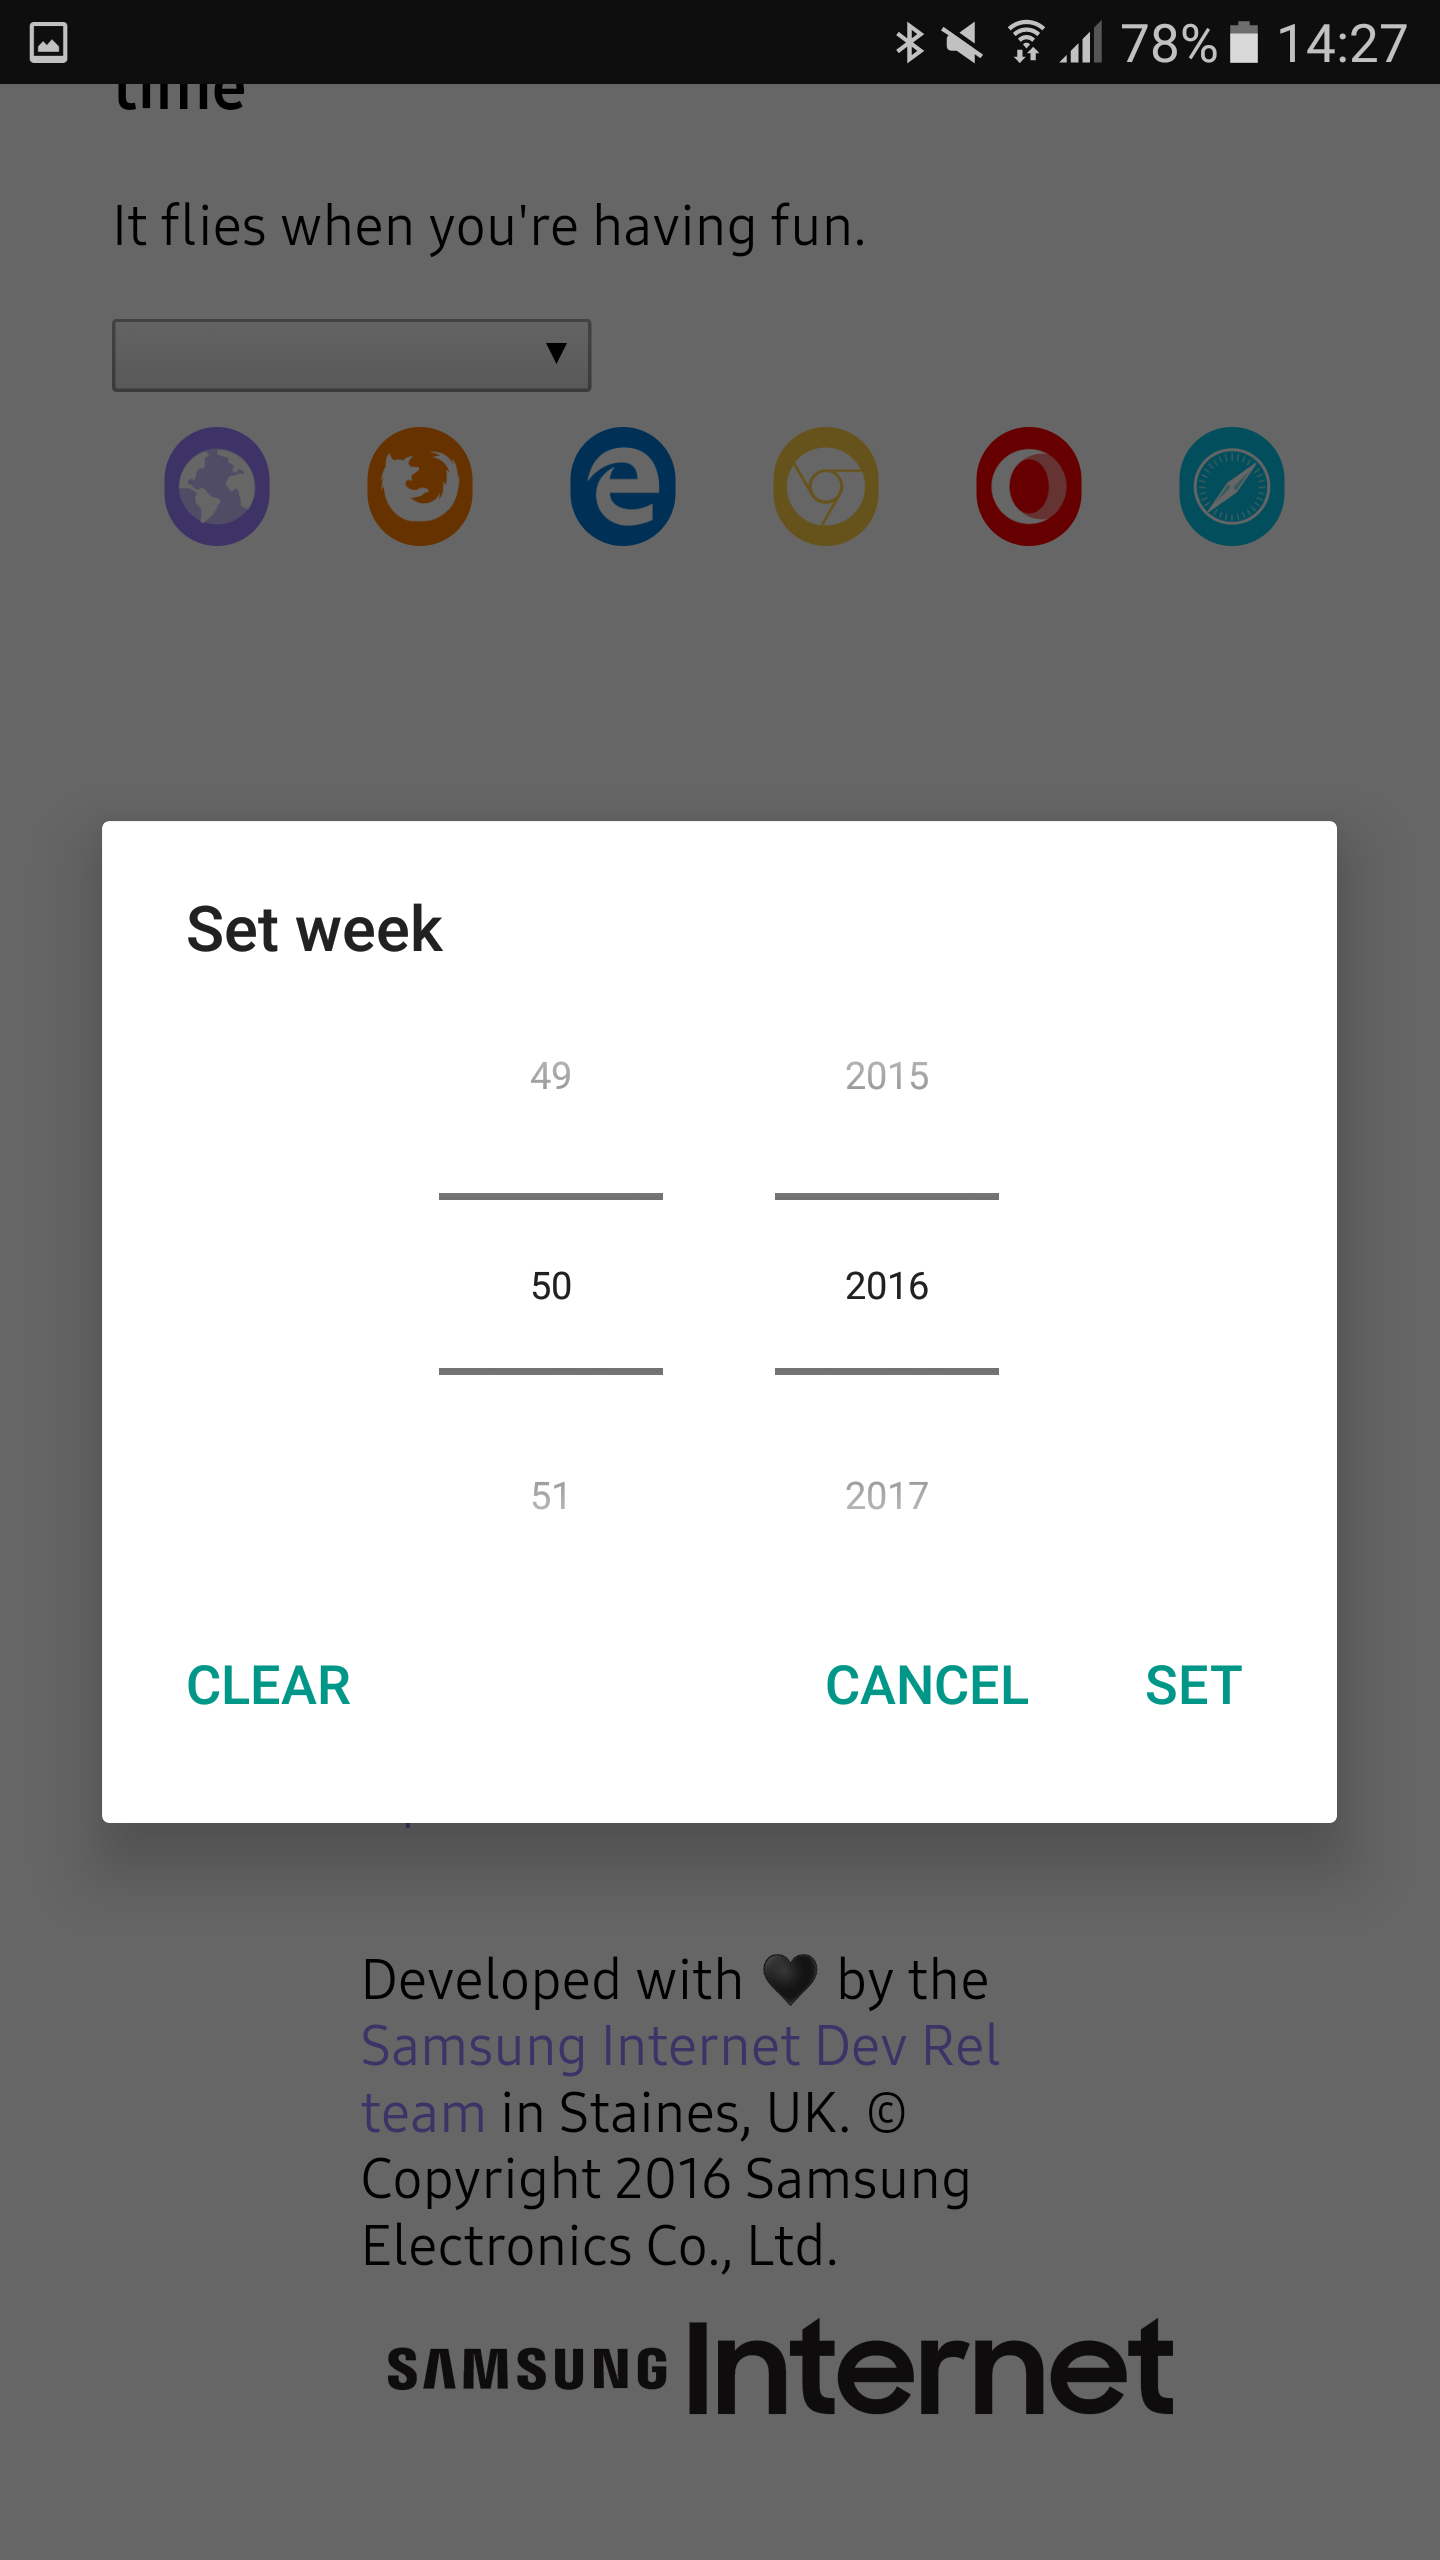 78% 14:27
time
It flies when you're having fun.
Set week
49 2015
50 2016
51 2017
CLEAR CANCEL SET
Developed with 🖤 by the
Samsung Internet Dev Rel
team in Staines, UK. ©
Copyright 2016 Samsung
Electronics Co., Ltd.
SAMSUNG Internet